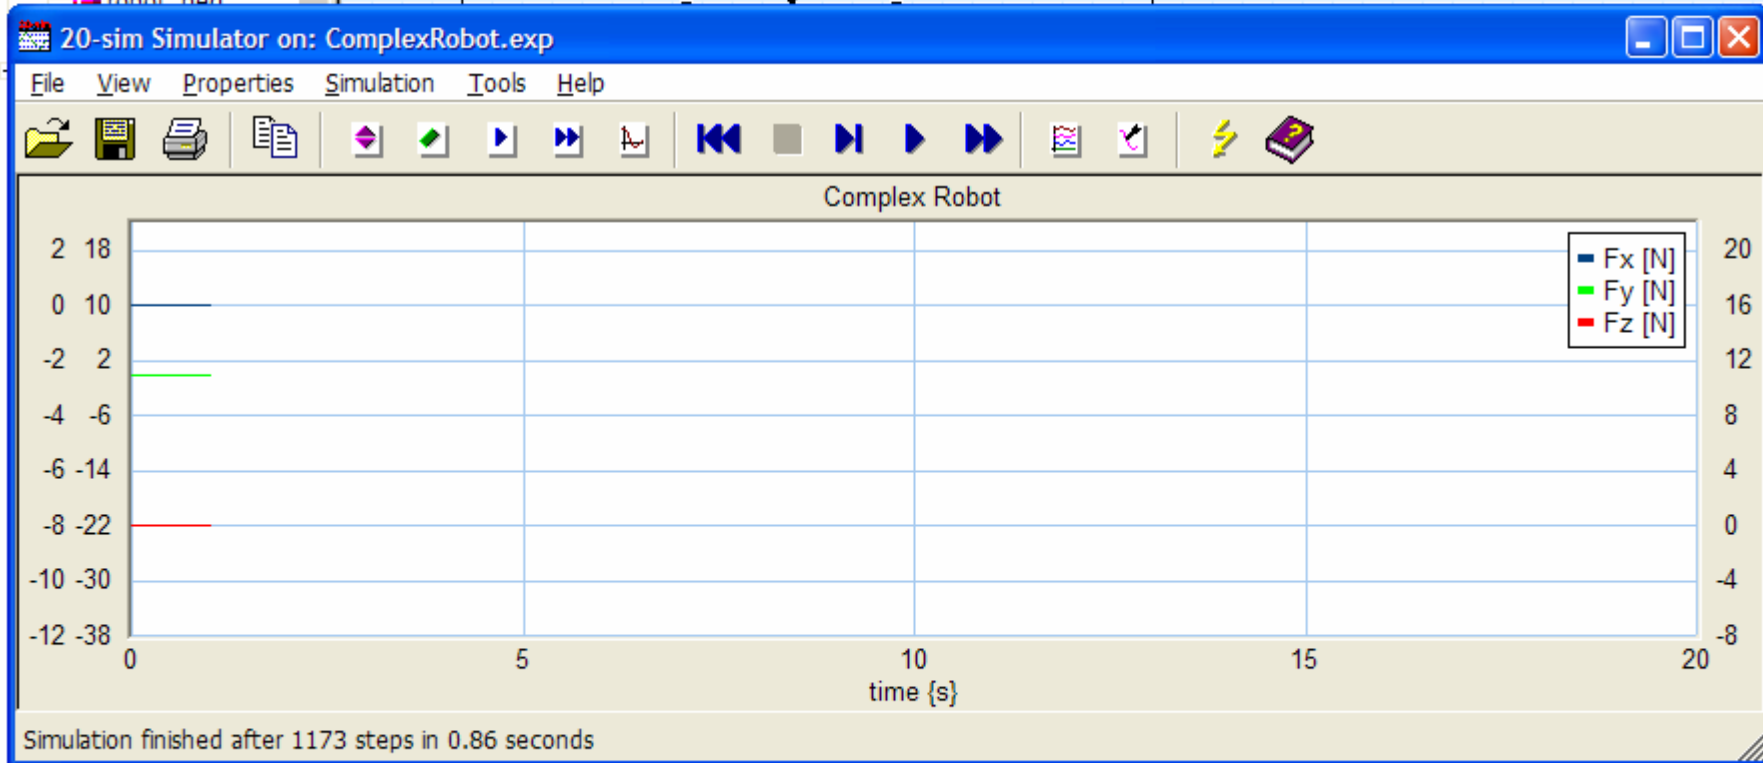 20-sim Simulator on: ComplexRobot.exp
File View Properties Simulation Tools Help
Complex Robot
2 18 20
0 10 16
-2 2 12
-4 -6 8
-6 -14 4
-8 -22 0
-10 -30 -4
-12 -38 -8
Fx [N]
Fy [N]
Fz [N]
0 5 10 15 20
time {s}
Simulation finished after 1173 steps in 0.86 seconds